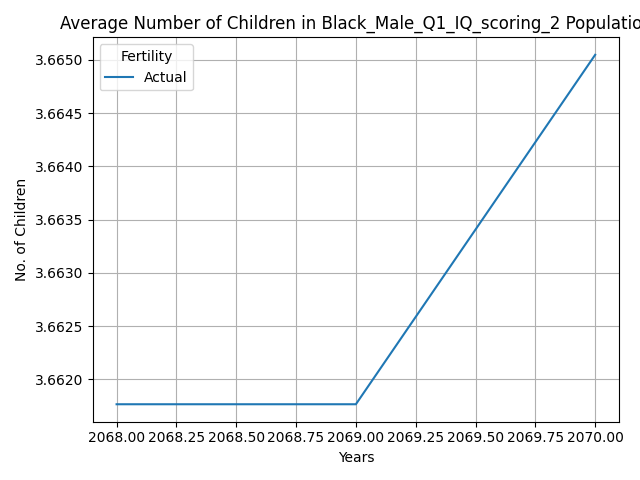 Average Number of Children in Black_Male_Q1_IQ_scoring_2 Populatio
Fertility
Actual
3.6650
3.6645
3.6640
3.6635
3.6630
3.6625
3.6620
No. of Children
2068.00 2068.25 2068.50 2068.75 2069.00 2069.25 2069.50 2069.75 2070.00
Years